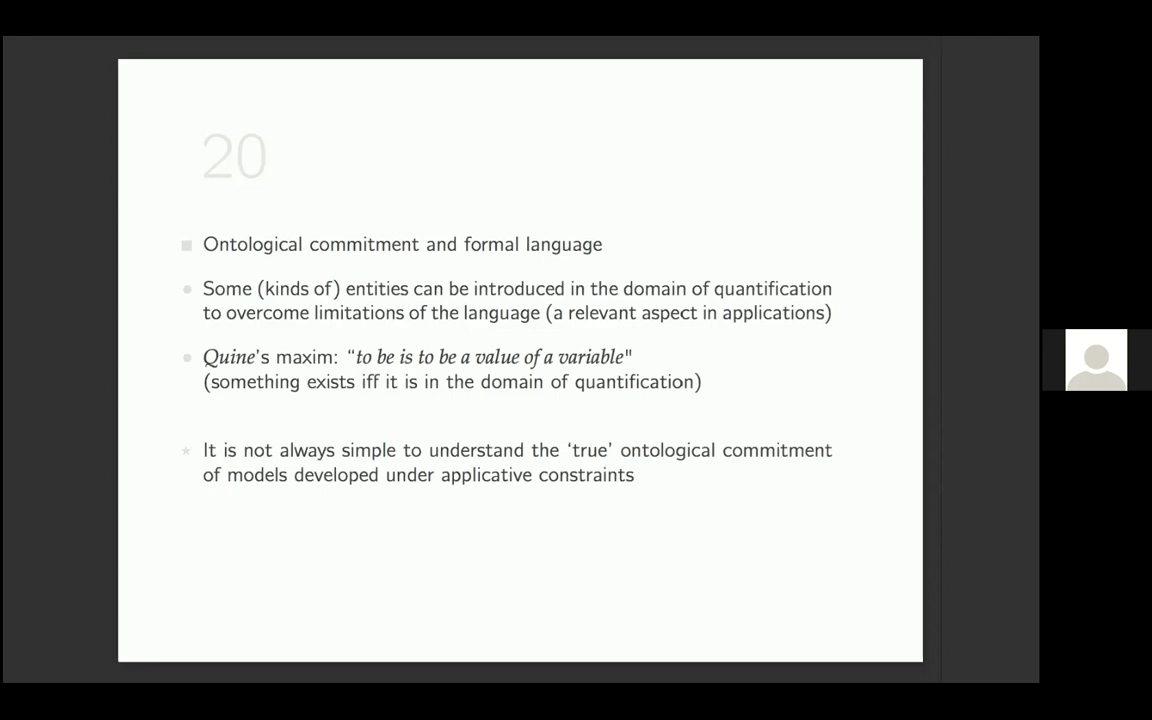 20
Ontological commitment and formal language
Some (kinds of) entities can be introduced in the domain of quantification
to overcome limitations of the language (a relevant aspect in applications)
Quine's maxim: “to be is to be a value of a variable"
(something exists iff it is in the domain of quantification)
It is not always simple to understand the ‘true’ ontological commitment
of models developed under applicative constraints